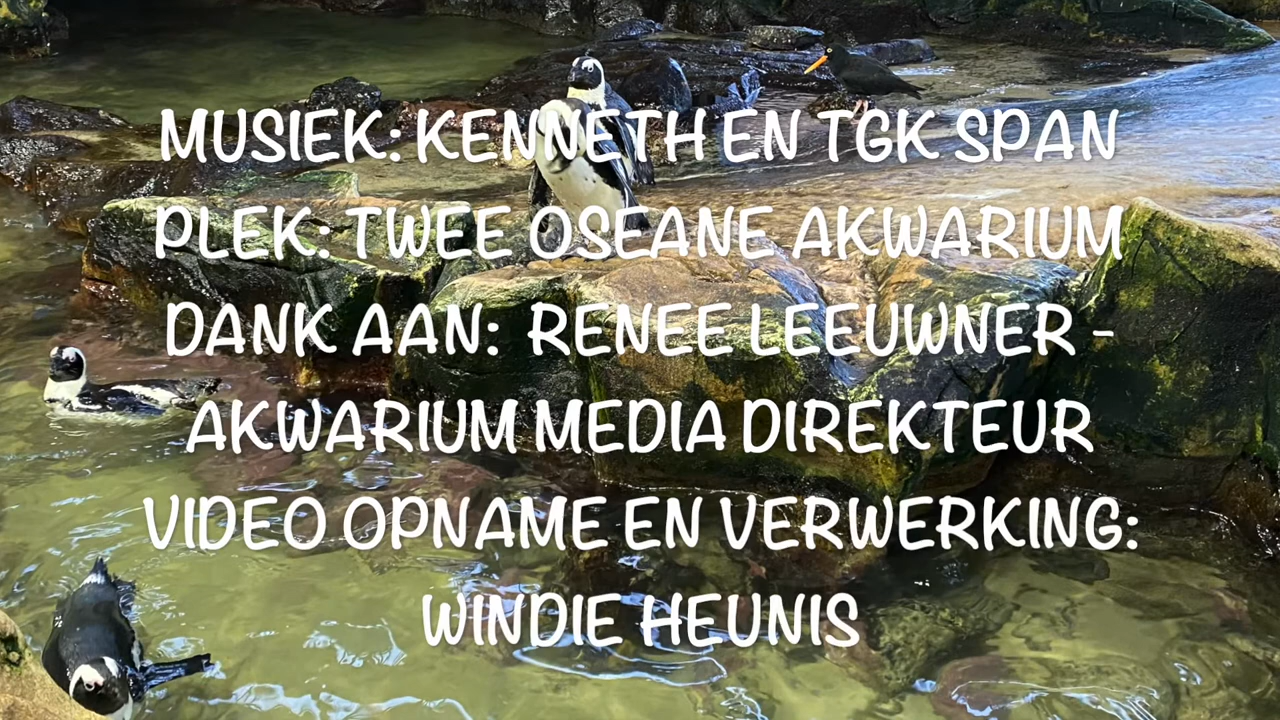 MUSIEK: KENNETH EN TGK SPAN
PLEK: TWEE OSEANE AKWARIUM
DANK AAN: RENEE LEEUWNER -
AKWARIUM MEDIA DIREKTEUR
VIDEO OPNAME EN VERWERKING:
WINDIE HEUNIS